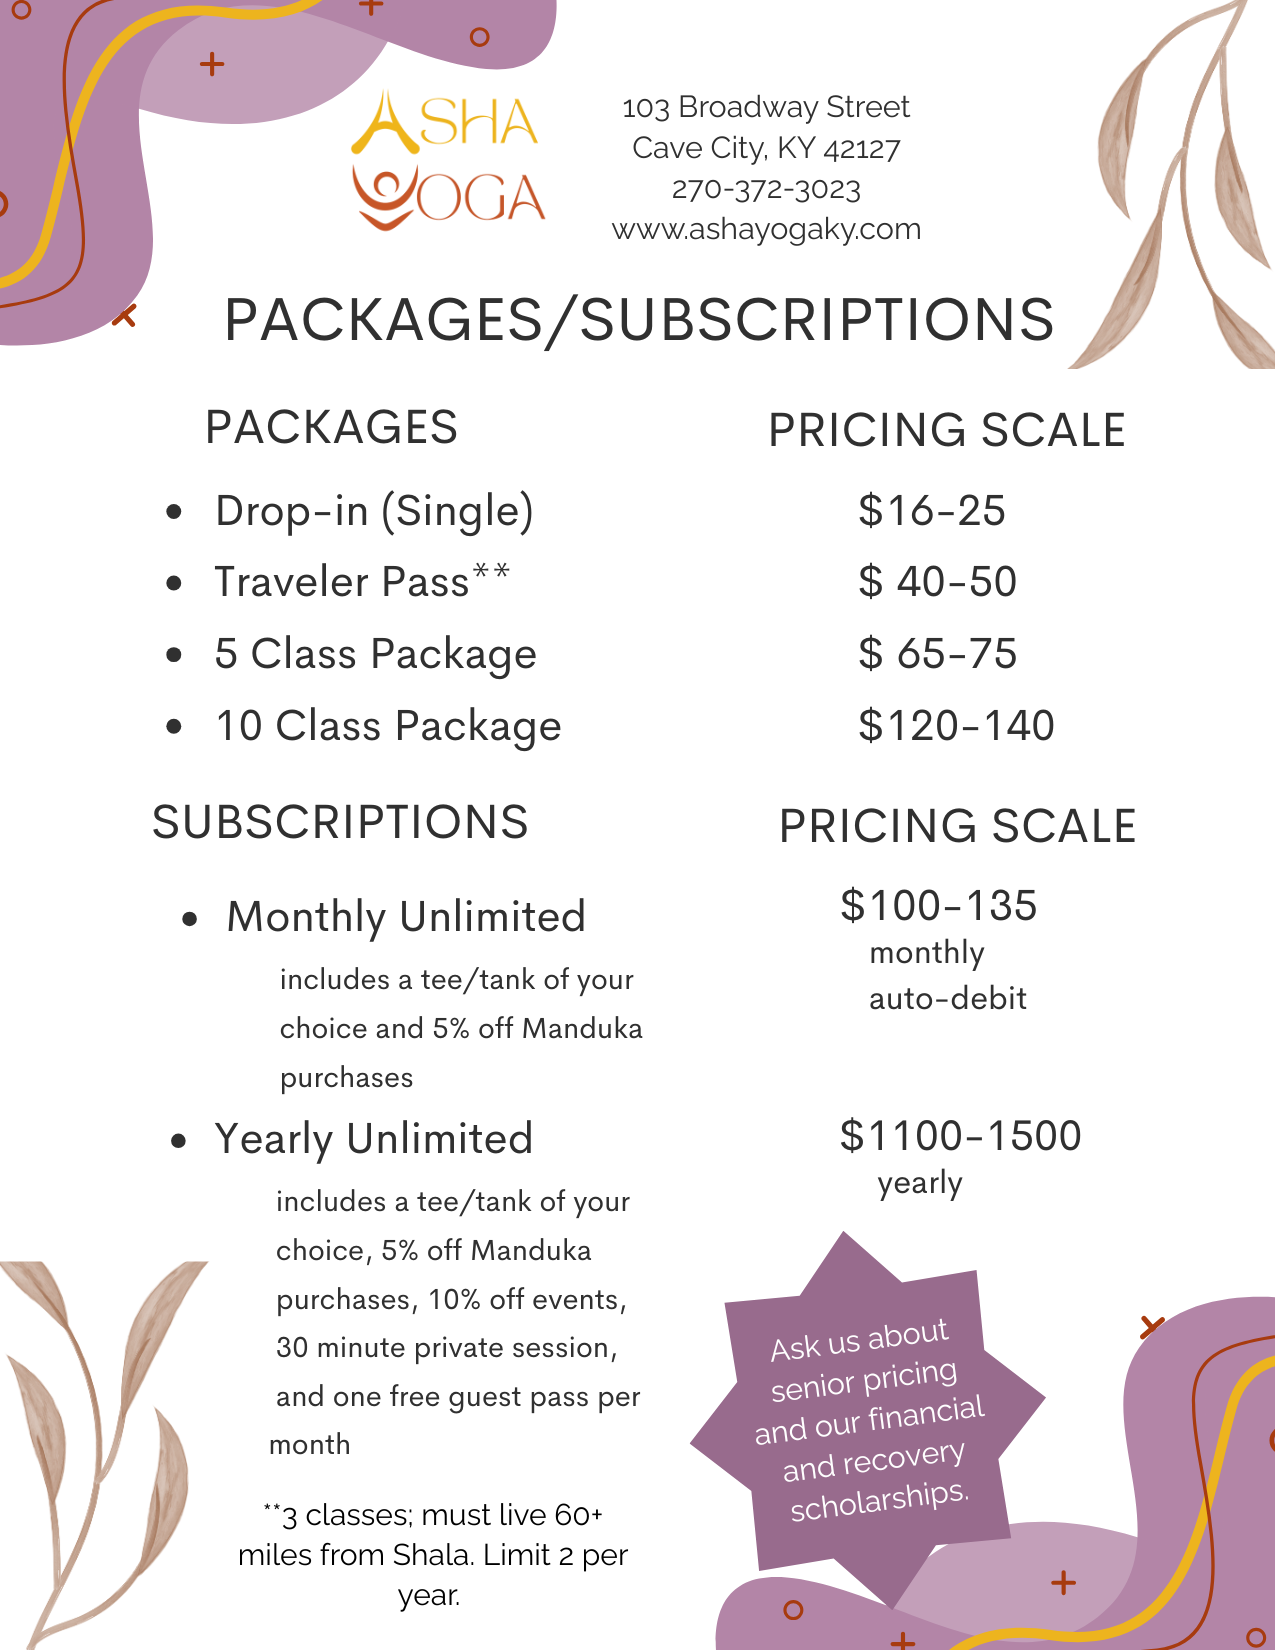 ASHA
YOGA
103 Broadway Street
Cave City, KY 42127
270-372-3023
www.ashayogaky.com
PACKAGES/SUBSCRIPTIONS
PACKAGES
PRICING SCALE
• Drop-in (Single)
$16-25
• Traveler Pass**
$ 40-50
• 5 Class Package
$ 65-75
• 10 Class Package
$120-140
SUBSCRIPTIONS
PRICING SCALE
• Monthly Unlimited
includes a tee/tank of your
choice and 5% off Manduka
purchases
$100-135
monthly
auto-debit
• Yearly Unlimited
includes a tee/tank of your
choice, 5% off Manduka
purchases, 10% off events,
30 minute private session,
and one free guest pass per
month
$1100-1500
yearly
**3 classes; must live 60+
miles from Shala. Limit 2 per
year.
Ask us about
senior pricing
and our financial
and recovery
scholarships.